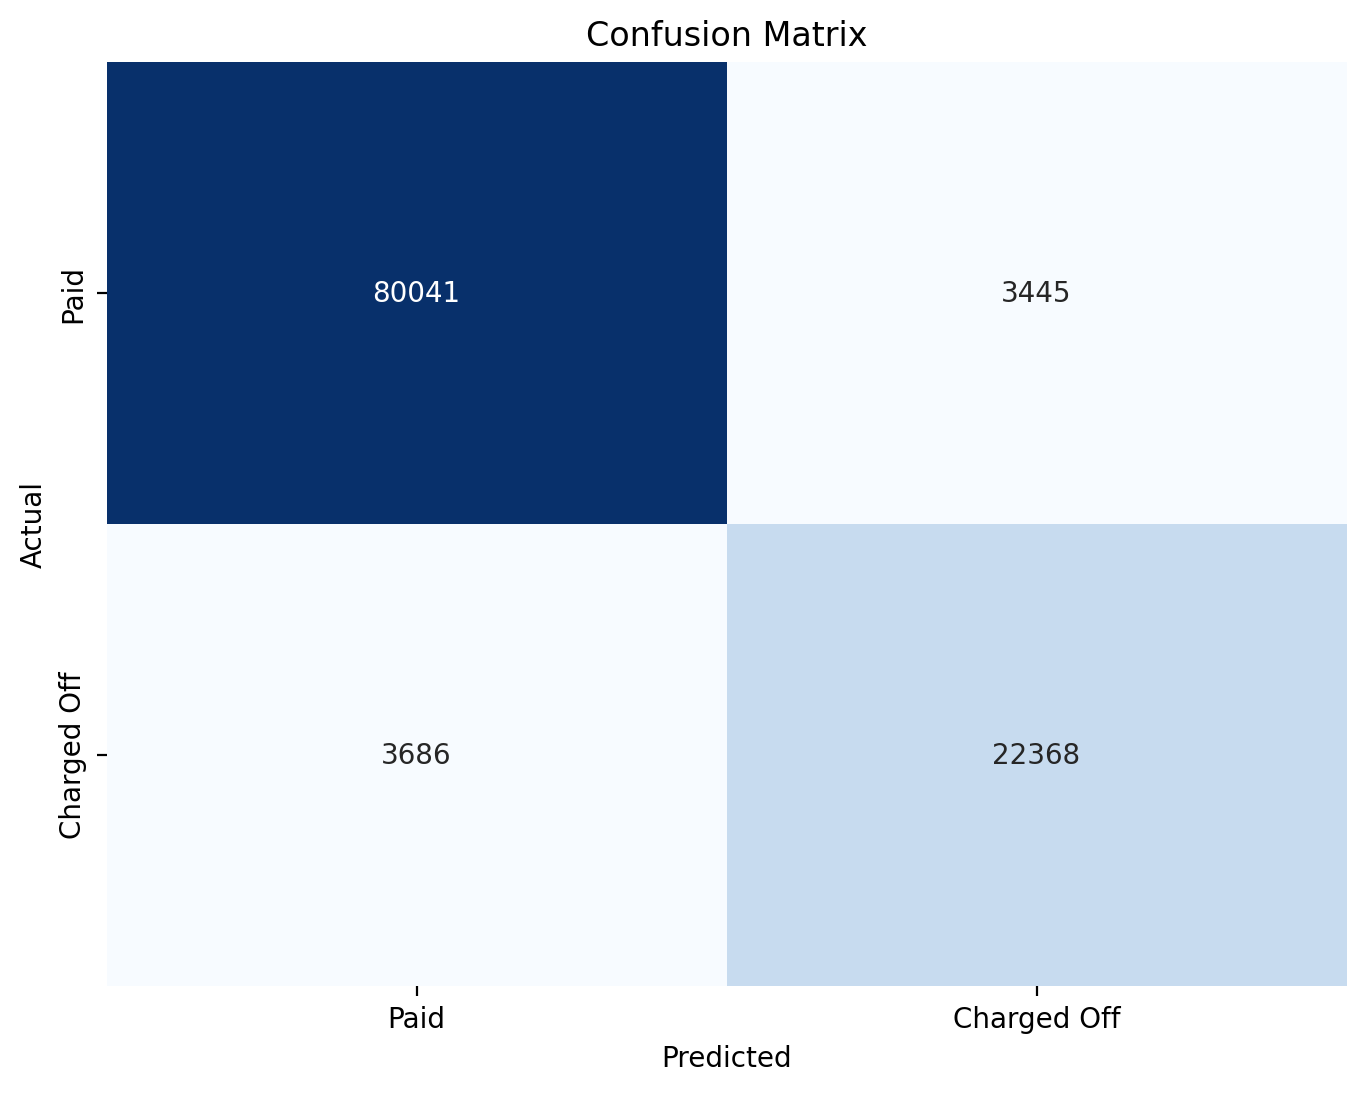 Confusion Matrix
Actual
Paid
80041
3445
Charged Off
3686
22368
Paid
Charged Off
Predicted